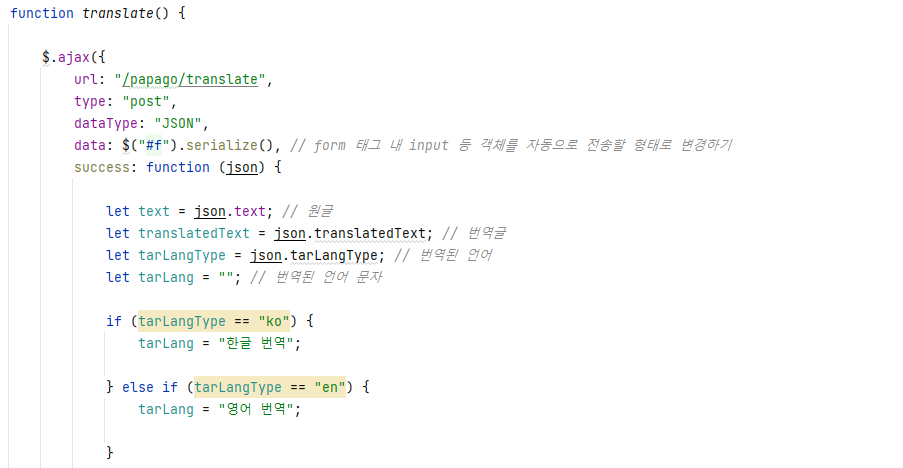 function translate() {
$.ajax({
url: "/papago/translate",
type: "post",
dataType: "JSON",
data: $("#f").serialize(), // form 태그 내 input 등 객체를 자동으로 전송할 형태로 변경하기
success: function (json) {
let text = json.text; // 원글
let translatedText = json.translatedText; // 번역글
let tarLangType = json.tarLangType; // 번역된 언어
let tarLang = ""; // 번역된 언어 문자
if (tarLangType == "ko") {
tarLang = "한글 번역";
} else if (tarLangType == "en") {
tarLang = "영어 번역";
}